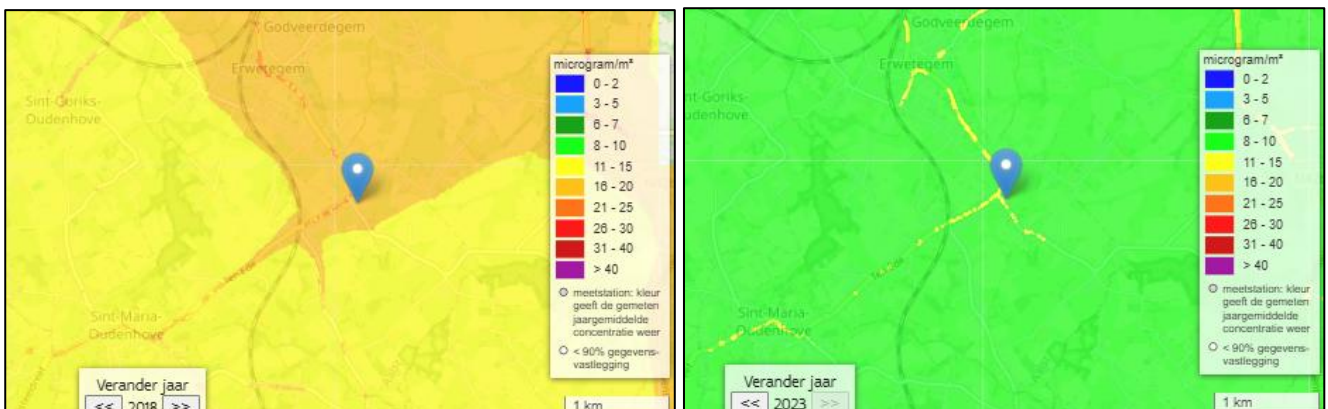 Godveerdegem
Erwetegem
Sint-Goriks-
Oudenhove
Sint-Maria-
Oudenhove
microgram/m³
0 - 2
3 - 5
6 - 7
8 - 10
11 - 15
16 - 20
21 - 25
26 - 30
31 - 40
> 40
meetstation: kleur
geeft de gemeten
jaargemiddelde
concentratie weer
< 90% gegevens-
vastlegging
Verander jaar
<< 2018 >>
1 km
Godveerdegem
Erwetegem
Sint-Goriks-
Oudenhove
Sint-Maria-
Oudenhove
microgram/m³
0 - 2
3 - 5
6 - 7
8 - 10
11 - 15
16 - 20
21 - 25
26 - 30
31 - 40
> 40
meetstation: kleur
geeft de gemeten
jaargemiddelde
concentratie weer
< 90% gegevens-
vastlegging
Verander jaar
<< 2023 >>
1 km